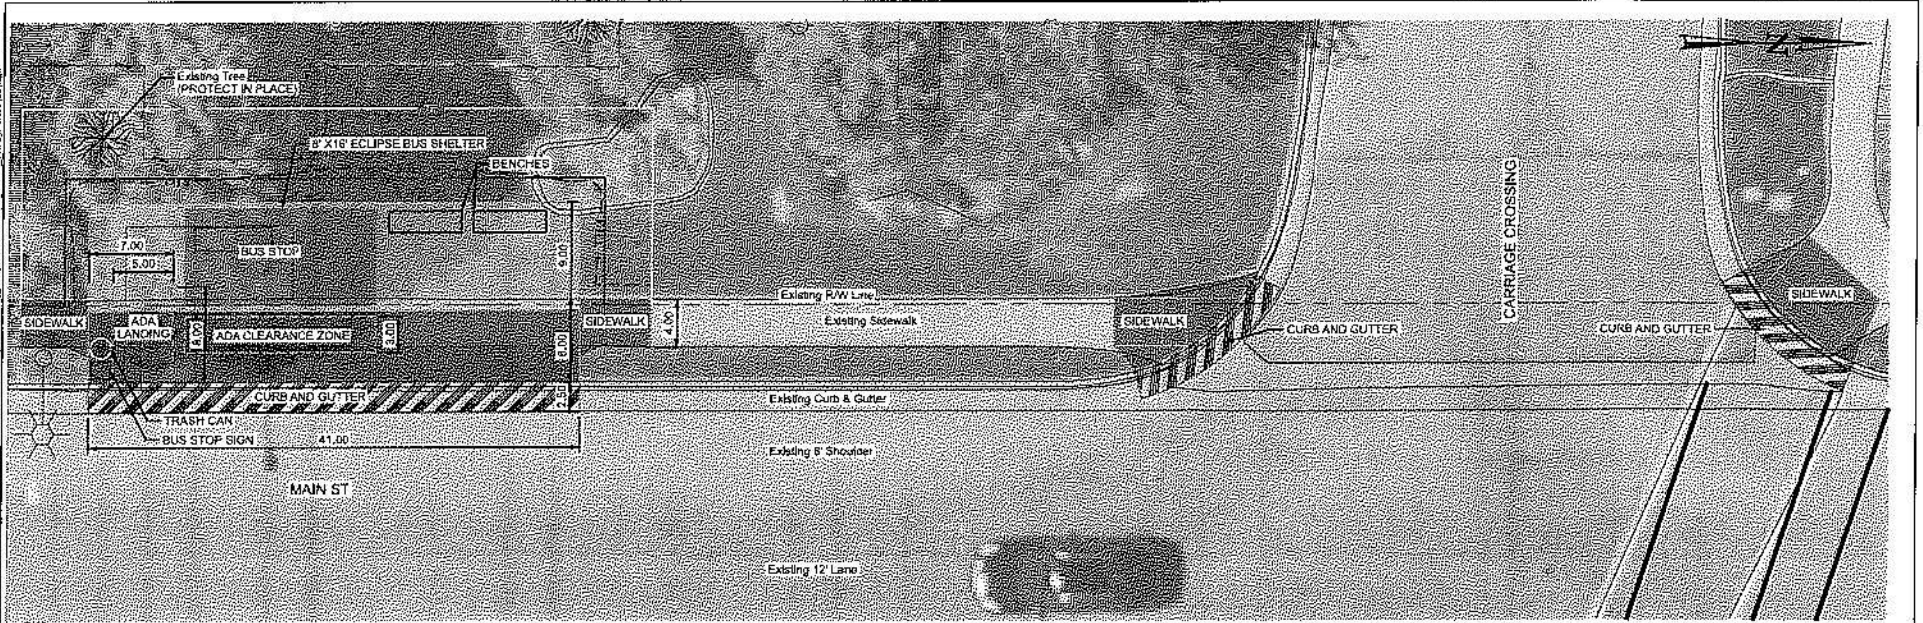 N
Existing Tree
(PROTECT IN PLACE)
8' X16' ECLIPSE BUS SHELTER
BENCHES
CARRIAGE CROSSING
7.00
5.00
BUS STOP
9.00
SIDEWALK
ADA
LANDING
8.00
ADA CLEARANCE ZONE
3.00
6.00
SIDEWALK
4.00
Existing R/W Line
Existing Sidewalk
SIDEWALK
CURB AND GUTTER
CURB AND GUTTER
SIDEWALK
CURB AND GUTTER
2.50
Existing Curb & Gutter
TRASH CAN
BUS STOP SIGN
41.00
Existing 8' Shoulder
MAIN ST
Existing 12' Lane